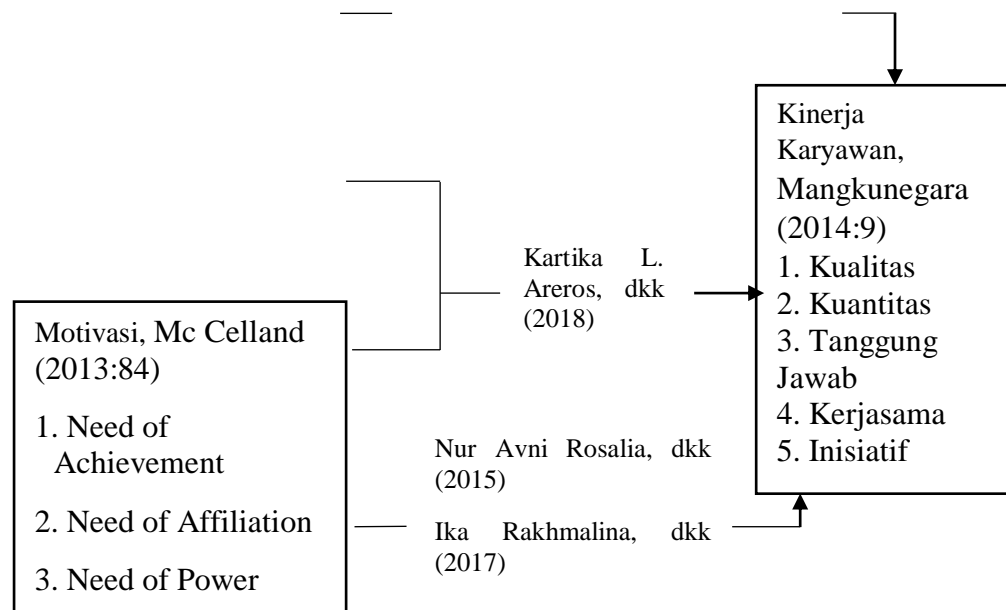 Motivasi, Mc Celland
(2013:84)
1. Need of
Achievement
2. Need of Affiliation
3. Need of Power
Kartika L.
Areros, dkk
(2018)
Nur Avni Rosalia, dkk
(2015)
Ika Rakhmalina, dkk
(2017)
Kinerja
Karyawan,
Mangkunegara
(2014:9)
1. Kualitas
2. Kuantitas
3. Tanggung
Jawab
4. Kerjasama
5. Inisiatif